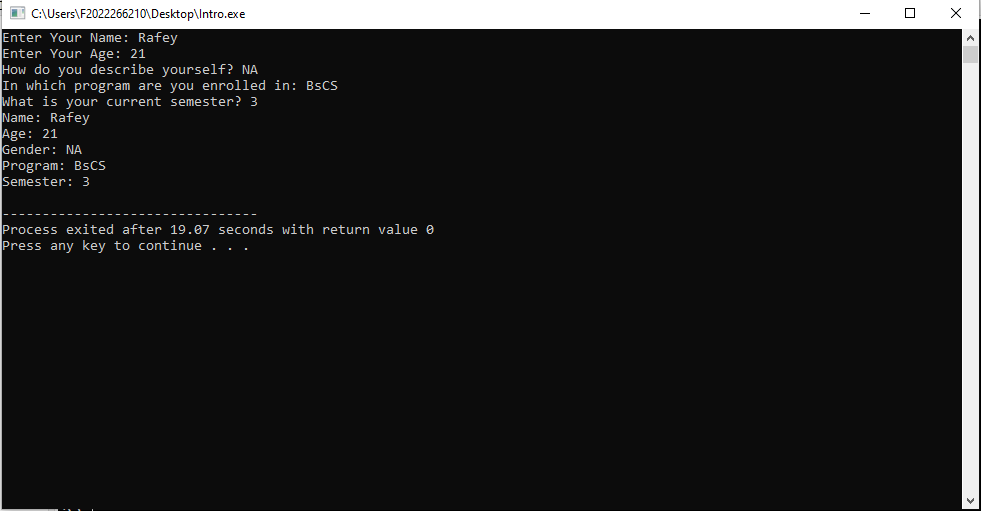 C:\Users\F2022266210\Desktop\Intro.exe
Enter Your Name: Rafey
Enter Your Age: 21
How do you describe yourself? NA
In which program are you enrolled in: BsCS
What is your current semester? 3
Name: Rafey
Age: 21
Gender: NA
Program: BsCS
Semester: 3
--------------------------------
Process exited after 19.07 seconds with return value 0
Press any key to continue . . .